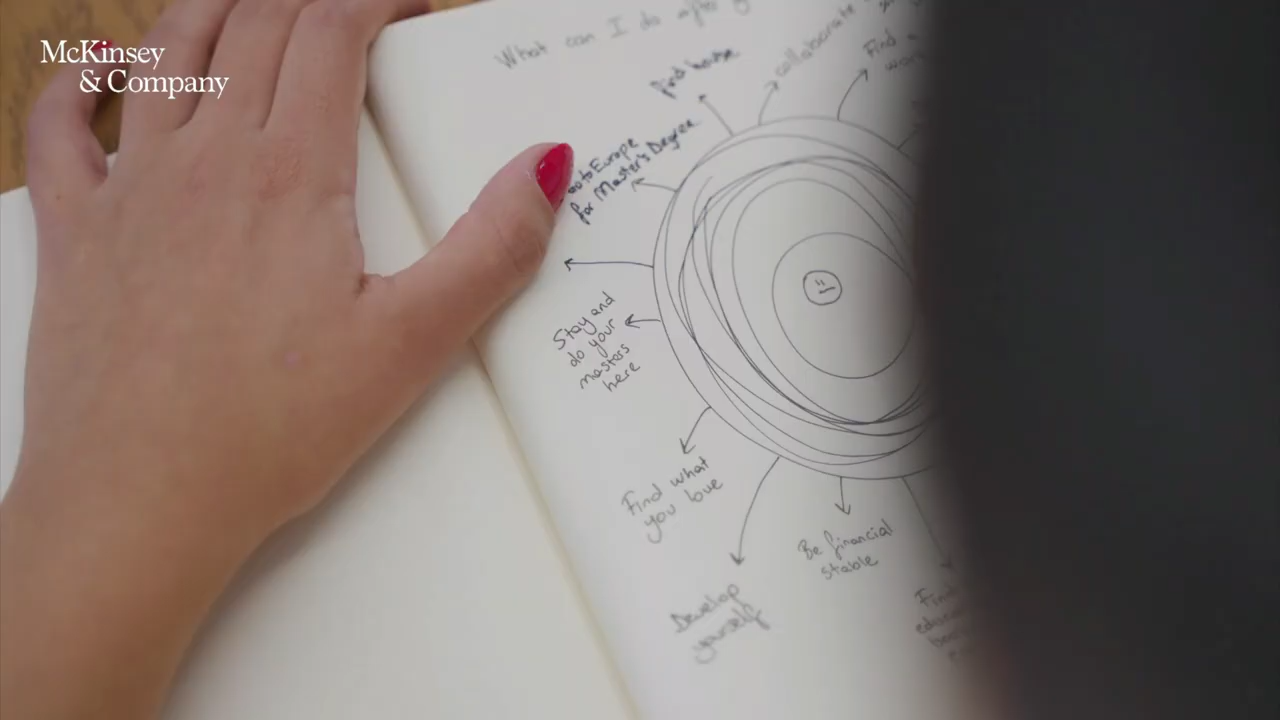 McKinsey
& Company
What can I do after
find house
collaborate
Find a
to Europe
for Master's Degree
Stay and
do your
masters
here
Find what
you love
Be financial
stable
Develop
yourself